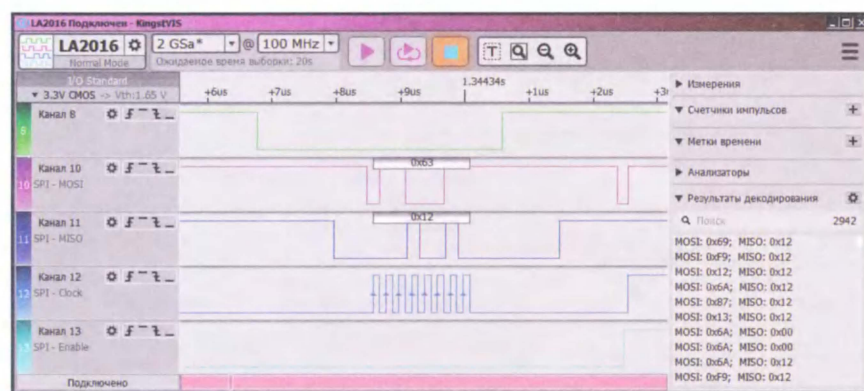 LA2016 Подключен - KingstVIS
LA2016 2 GSa* @ 100 MHz
Normal Mode Ожидаемое время выборки: 20s
I/O Standard
3.3V CMOS -> Vth:1.65 V
1.34434s
+6us +7us +8us +9us +1us +2us
8 Канал 8
10 Канал 10
SPI - MOSI
0x63
11 Канал 11
SPI - MISO
0x12
12 Канал 12
SPI - Clock
Канал 13
SPI - Enable
Подключено
Измерения
Счетчики импульсов
Метки времени
Анализаторы
Результаты декодирования
Поиск 2942
MOSI: 0x69; MISO: 0x12
MOSI: 0xF9; MISO: 0x12
MOSI: 0x12; MISO: 0x12
MOSI: 0x6A; MISO: 0x12
MOSI: 0xB7; MISO: 0x12
MOSI: 0x13; MISO: 0x12
MOSI: 0x6A; MISO: 0x00
MOSI: 0x6A; MISO: 0x00
MOSI: 0x6A; MISO: 0x12
MOSI: 0xF9; MISO: 0x12